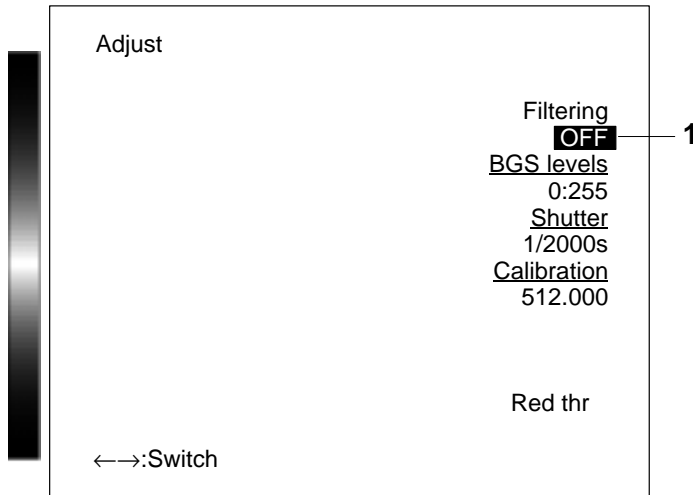 Adjust
Filtering
OFF
1
BGS levels
0:255
Shutter
1/2000s
Calibration
512.000
Red thr
←→:Switch